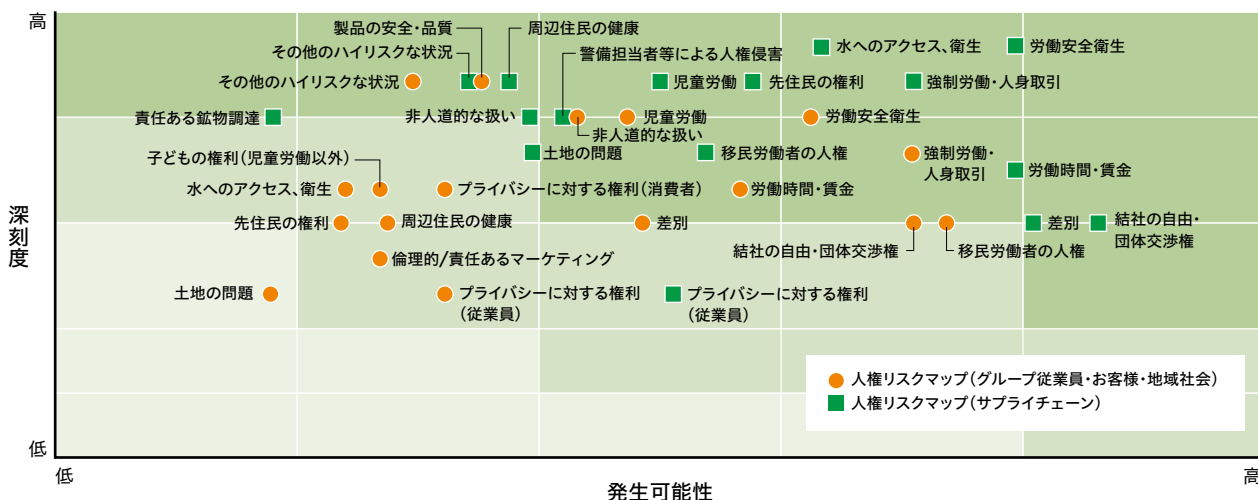 高
製品の安全・品質
周辺住民の健康
その他のハイリスクな状況
警備担当者等による人権侵害
水へのアクセス、衛生
労働安全衛生
その他のハイリスクな状況
児童労働
先住民の権利
強制労働・人身取引
責任ある鉱物調達
非人道的な扱い
児童労働
労働安全衛生
非人道的な扱い
土地の問題
移民労働者の人権
強制労働・
人身取引
子どもの権利(児童労働以外)
労働時間・賃金
水へのアクセス、衛生
プライバシーに対する権利(消費者)
労働時間・賃金
先住民の権利
周辺住民の健康
差別
結社の自由・団体交渉権
移民労働者の人権
差別
結社の自由・
団体交渉権
倫理的/責任あるマーケティング
土地の問題
プライバシーに対する権利
(従業員)
プライバシーに対する権利
(従業員)
人権リスクマップ(グループ従業員・お客様・地域社会)
人権リスクマップ(サプライチェーン)
深刻度
低
低
高
発生可能性